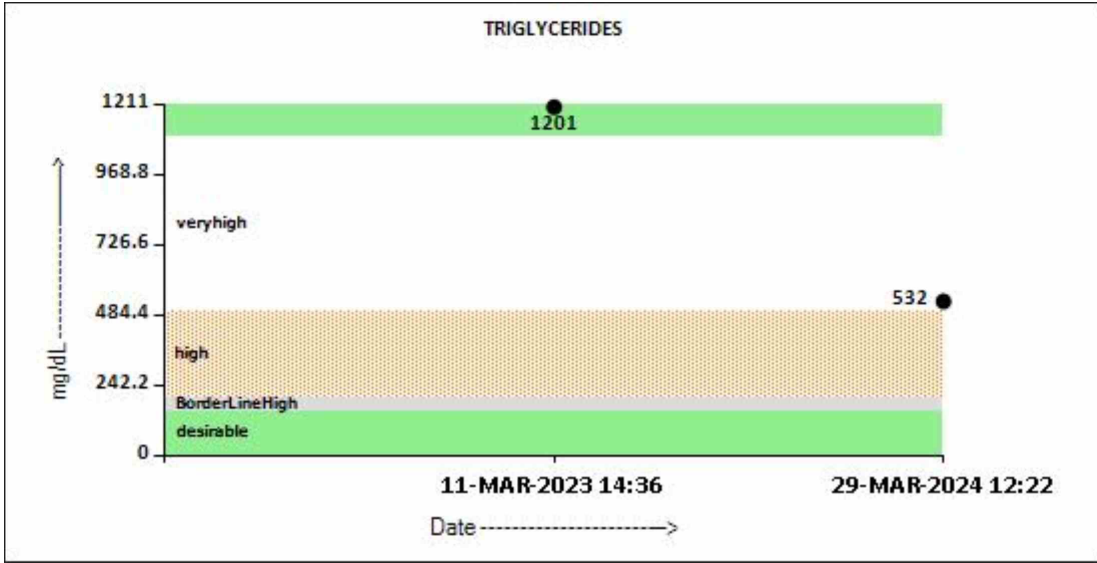 TRIGLYCERIDES
1211
1201
968.8
veryhigh
726.6
532
484.4
high
242.2
BorderLineHigh
desirable
0
mg/dL ------------------>
11-MAR-2023 14:36 29-MAR-2024 12:22
Date ----------------------->